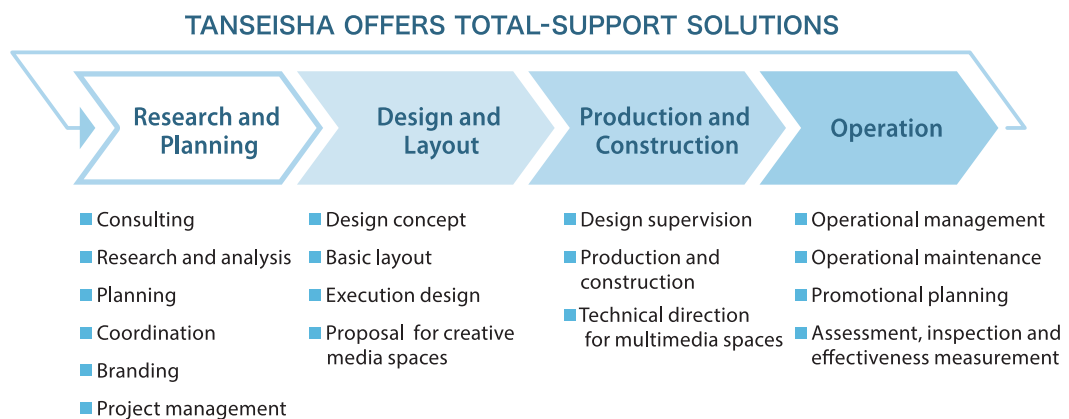 TANSEISHA OFFERS TOTAL-SUPPORT SOLUTIONS
Research and
Planning
Design and
Layout
Production and
Construction
Operation
Consulting
Research and analysis
Planning
Coordination
Branding
Project management
Design concept
Basic layout
Execution design
Proposal for creative
media spaces
Design supervision
Production and
construction
Technical direction
for multimedia spaces
Operational management
Operational maintenance
Promotional planning
Assessment, inspection and
effectiveness measurement